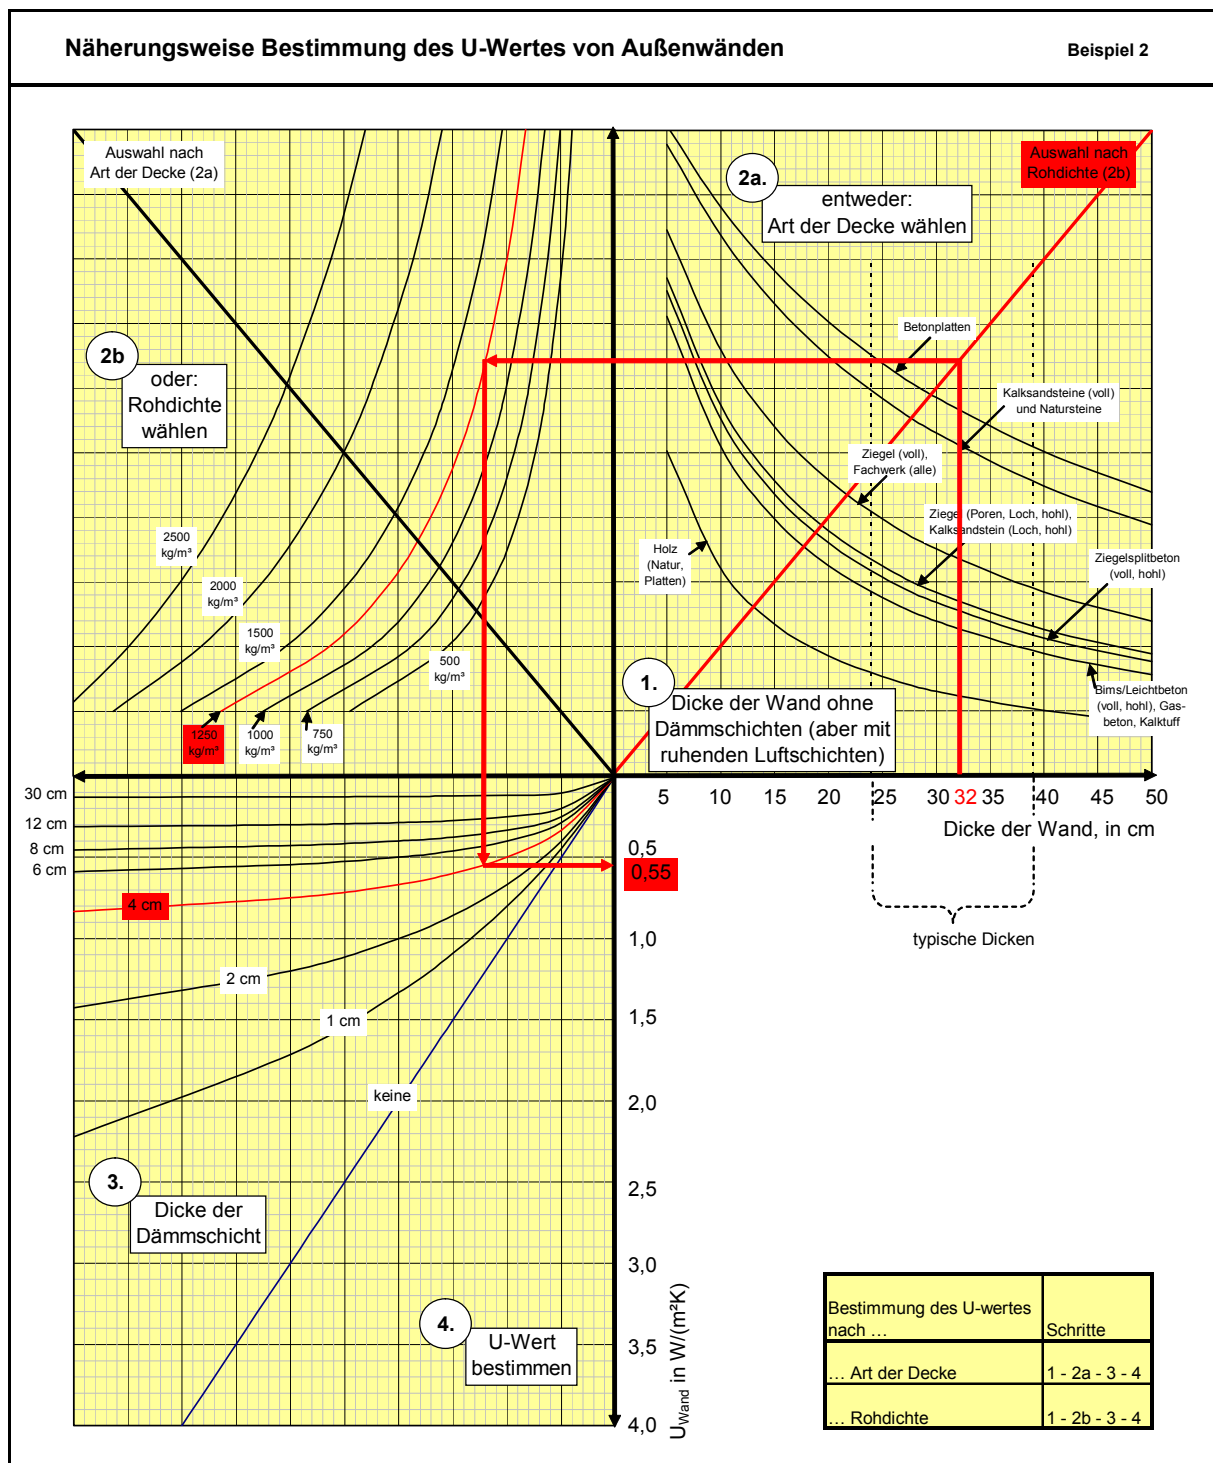 Näherungsweise Bestimmung des U-Wertes von Außenwänden
Beispiel 2
Auswahl nach
Art der Decke (2a)
2a.
entweder:
Art der Decke wählen
Auswahl nach
Rohdichte (2b)
2b
oder:
Rohdichte
wählen
Betonplatten
Kalksandsteine (voll)
und Natursteine
Ziegel (voll),
Fachwerk (alle)
Ziegel (Poren, Loch, hohl),
Kalksandstein (Loch, hohl)
Holz
(Natur,
Platten)
Ziegelsplitbeton
(voll, hohl)
Bims/Leichtbeton
(voll, hohl), Gas-
beton, Kalktuff
2500
kg/m³
2000
kg/m³
1500
kg/m³
500
kg/m³
1250
kg/m³
1000
kg/m³
750
kg/m³
1.
Dicke der Wand ohne
Dämmschichten (aber mit
ruhenden Luftschichten)
5 10 15 20 25 30 32 35 40 45 50
Dicke der Wand, in cm
typische Dicken
30 cm
12 cm
8 cm
6 cm
4 cm
2 cm
1 cm
keine
0,5
0,55
1,0
1,5
2,0
2,5
3,0
3,5
4,0
U_Wand in W/(m²K)
3.
Dicke der
Dämmschicht
4.
U-Wert
bestimmen
Bestimmung des U-wertes
nach …
Schritte
… Art der Decke
1 - 2a - 3 - 4
… Rohdichte
1 - 2b - 3 - 4